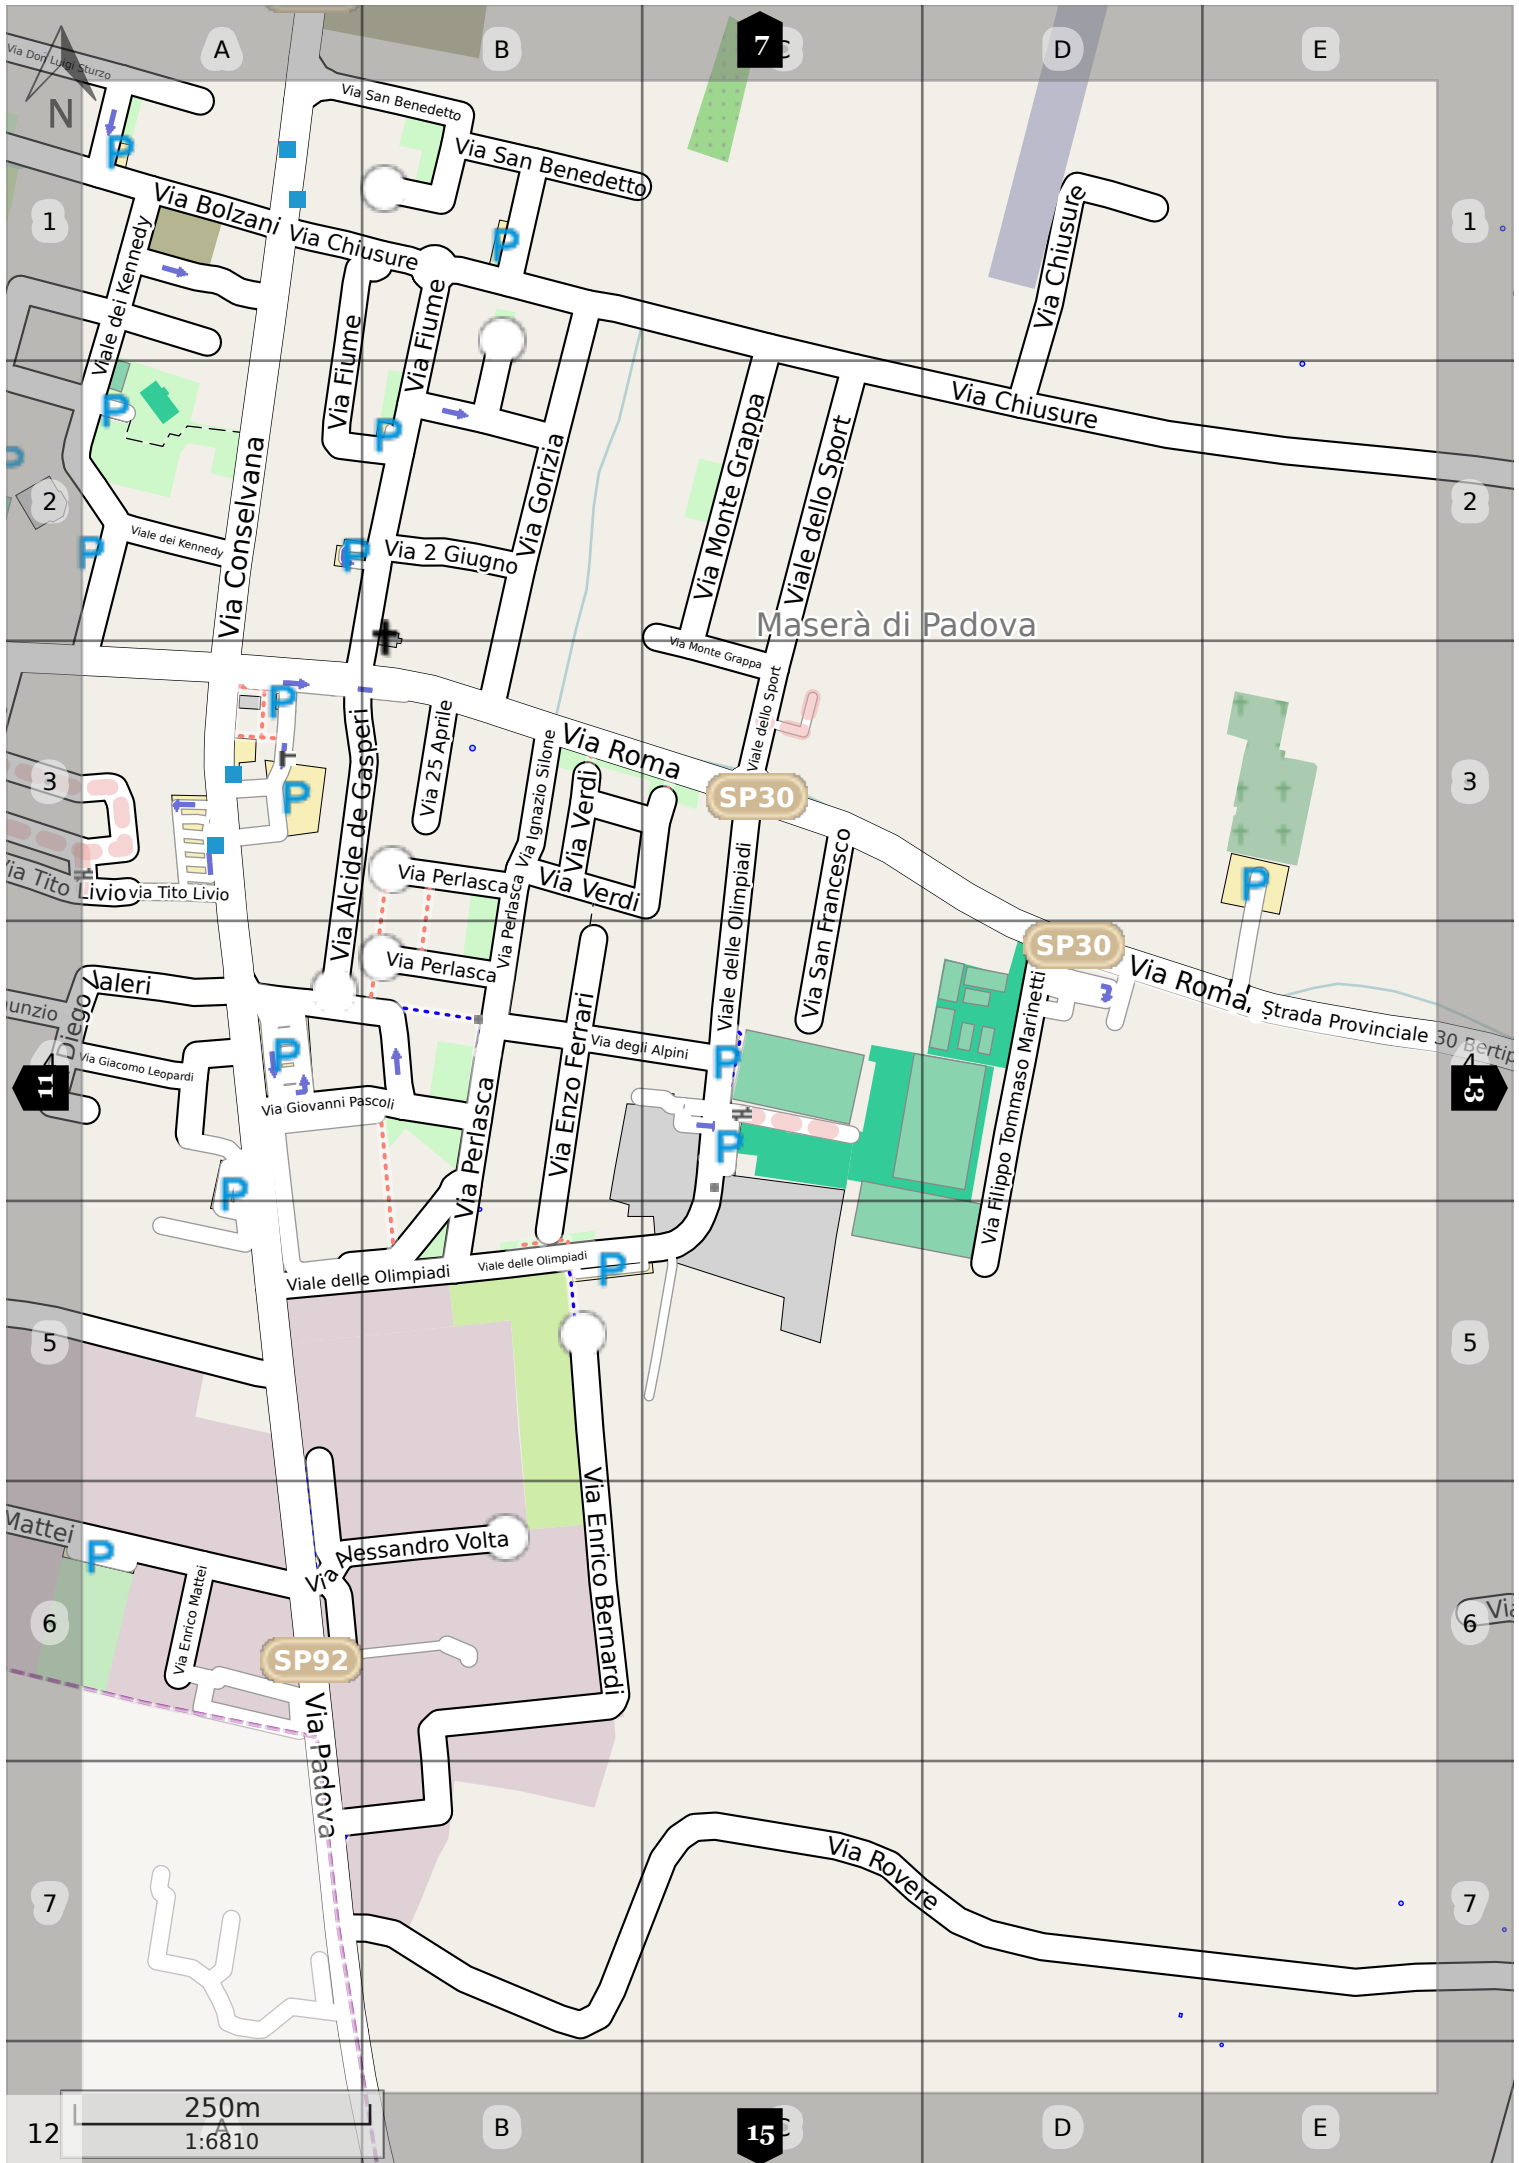 7
A
B
C
D
E
Via Don Luigi Sturzo
N
Via San Benedetto
Via San Benedetto
P
1
Via Bolzani
Via Chiusure
Via Chiusure
1
P
Viale dei Kennedy
Via Fiume
Via Fiume
Via Chiusure
P
P
P
Via Conselvana
Via Gorizia
Via Monte Grappa
Viale dello Sport
2
2
Viale dei Kennedy
P
P
Via 2 Giugno
Maserà di Padova
Via Monte Grappa
P
Via Alcide de Gasperi
Via 25 Aprile
Via Ignazio Silone
Via Roma
Viale dello Sport
3
SP30
3
P
Via Verdi
Via Tito Livio
via Tito Livio
Via Perlasca
Via Verdi
Via Perlasca
Viale delle Olimpiadi
Via San Francesco
P
SP30
Via Perlasca
Via Roma
Strada Provinciale 30 Bertip
Diego Valeri
unzio
Via Giacomo Leopardi
P
Via degli Alpini
P
4
4
11
13
Via Giovanni Pascoli
Via Perlasca
Via Enzo Ferrari
Via Filippo Tommaso Marinetti
P
P
Viale delle Olimpiadi
Viale delle Olimpiadi
P
5
5
Mattei
P
Via Alessandro Volta
Via Enrico Bernardi
Via Enrico Mattei
6
6
Via
SP92
Via Padova
Via Rovere
7
7
250m
1:6810
12
A
B
15
C
D
E